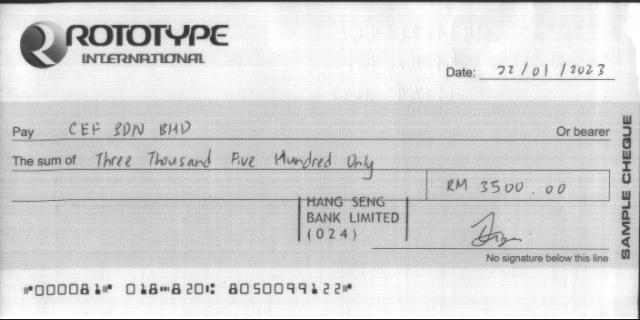 ROTOTYPE
INTERNATIONAL
Date: 22/01/2023
Pay CEF SDN BHD Or bearer
The sum of Three Thousand Five Hundred Only
RM 3500.00
HANG SENG
BANK LIMITED
(024)
No signature below this line
SAMPLE CHEQUE
⑈000081⑈ 018⑉820⑆ 8050099122⑈